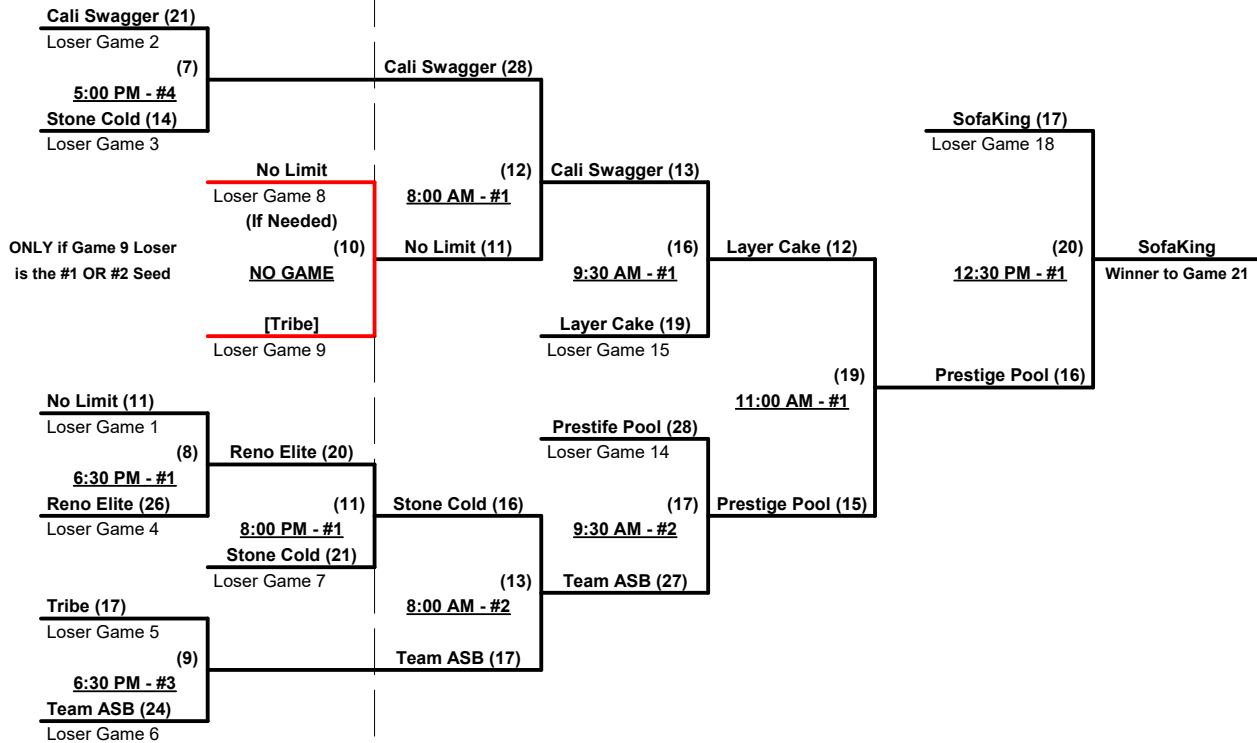 Cali Swagger (21)
Loser Game 2
(7)
5:00 PM - #4
Stone Cold (14)
Loser Game 3
Cali Swagger (28)
SofaKing (17)
Loser Game 18
No Limit
Loser Game 8
(If Needed)
(10)
NO GAME
[Tribe]
Loser Game 9
ONLY if Game 9 Loser
is the #1 OR #2 Seed
(12)
8:00 AM - #1
No Limit (11)
Cali Swagger (13)
(16)
9:30 AM - #1
Layer Cake (19)
Loser Game 15
Layer Cake (12)
(20)
12:30 PM - #1
SofaKing
Winner to Game 21
(19)
11:00 AM - #1
Prestige Pool (16)
No Limit (11)
Loser Game 1
(8)
6:30 PM - #1
Reno Elite (26)
Loser Game 4
Reno Elite (20)
(11)
8:00 PM - #1
Stone Cold (21)
Loser Game 7
Stone Cold (16)
Prestife Pool (28)
Loser Game 14
(17)
9:30 AM - #2
Prestige Pool (15)
(13)
8:00 AM - #2
Team ASB (27)
Tribe (17)
Loser Game 5
(9)
6:30 PM - #3
Team ASB (24)
Loser Game 6
Team ASB (17)